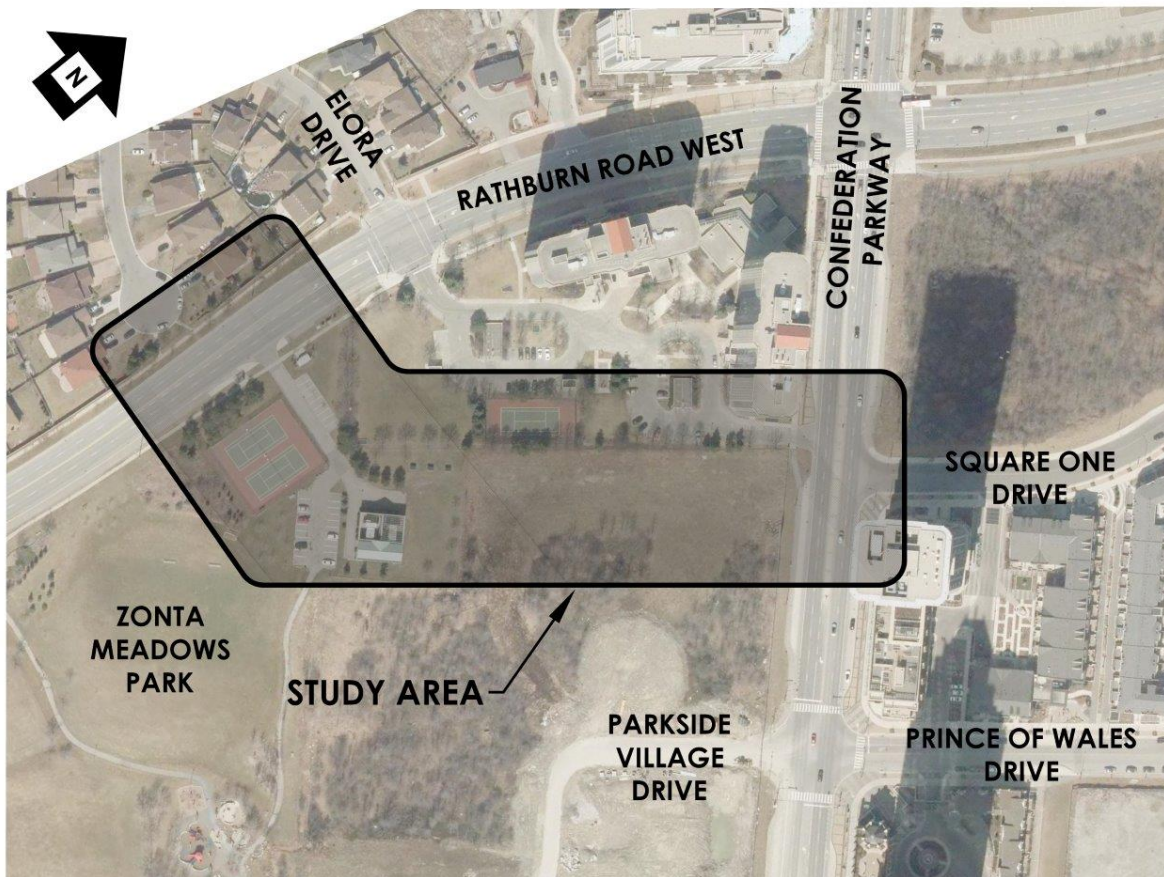 N
ELORA
DRIVE
RATHBURN ROAD WEST
CONFEDERATION
PARKWAY
SQUARE ONE
DRIVE
ZONTA
MEADOWS
PARK
STUDY AREA
PARKSIDE
VILLAGE
DRIVE
PRINCE OF WALES
DRIVE